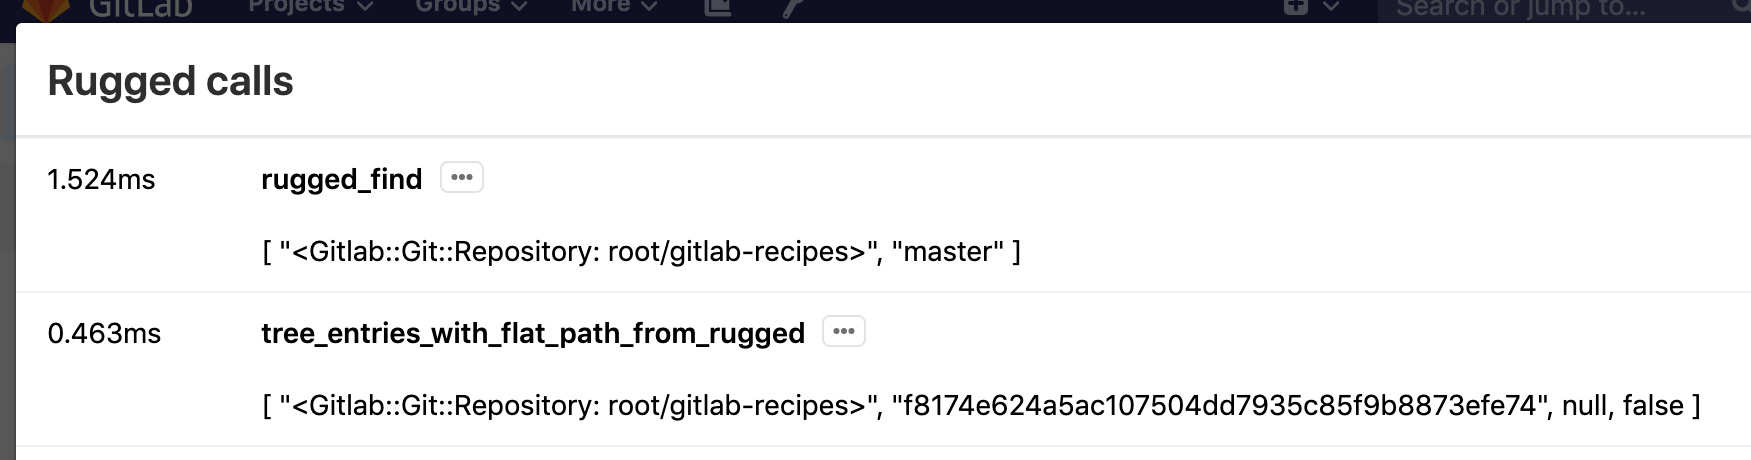 GitLab Projects Groups More Search or jump to...
Rugged calls
1.524ms rugged_find
[ "<Gitlab::Git::Repository: root/gitlab-recipes>", "master" ]
0.463ms tree_entries_with_flat_path_from_rugged
[ "<Gitlab::Git::Repository: root/gitlab-recipes>", "f8174e624a5ac107504dd7935c85f9b8873efe74", null, false ]